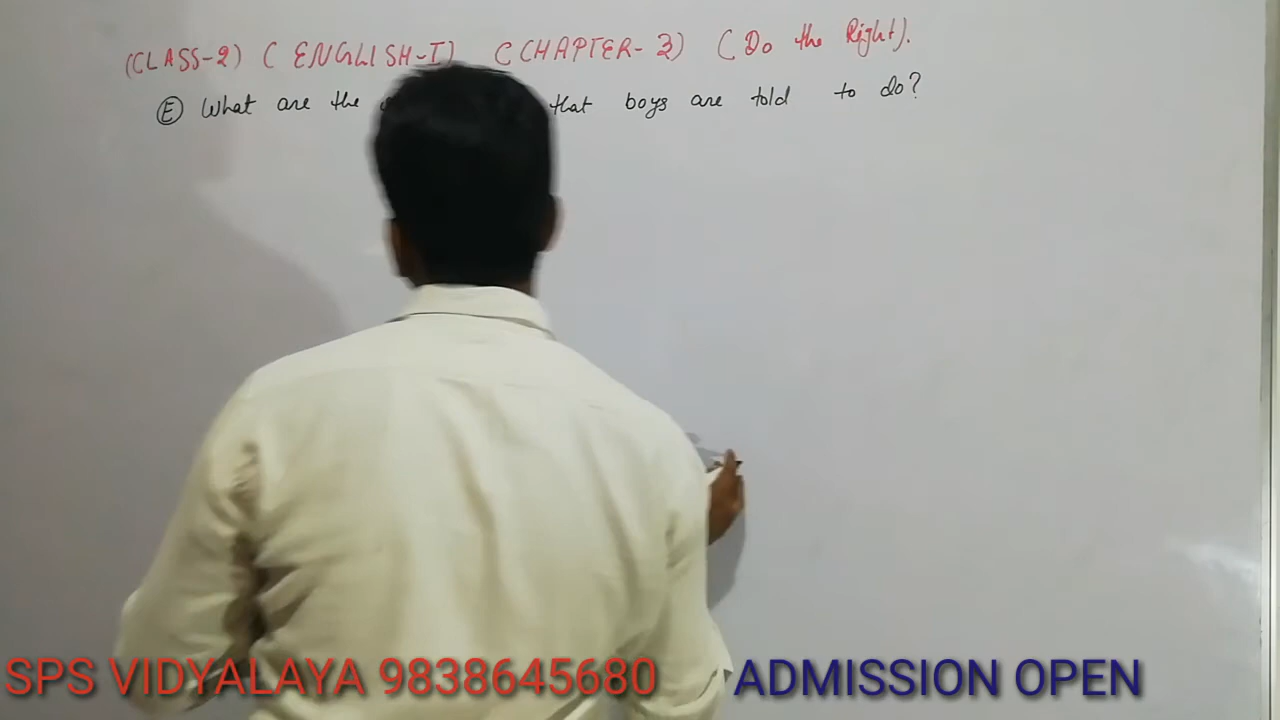 (CLASS-2) (ENGLISH-I) (CHAPTER-3) (Do the Right).
(E) What are the that boys are told to do?
SPS VIDYALAYA 9838645680 ADMISSION OPEN